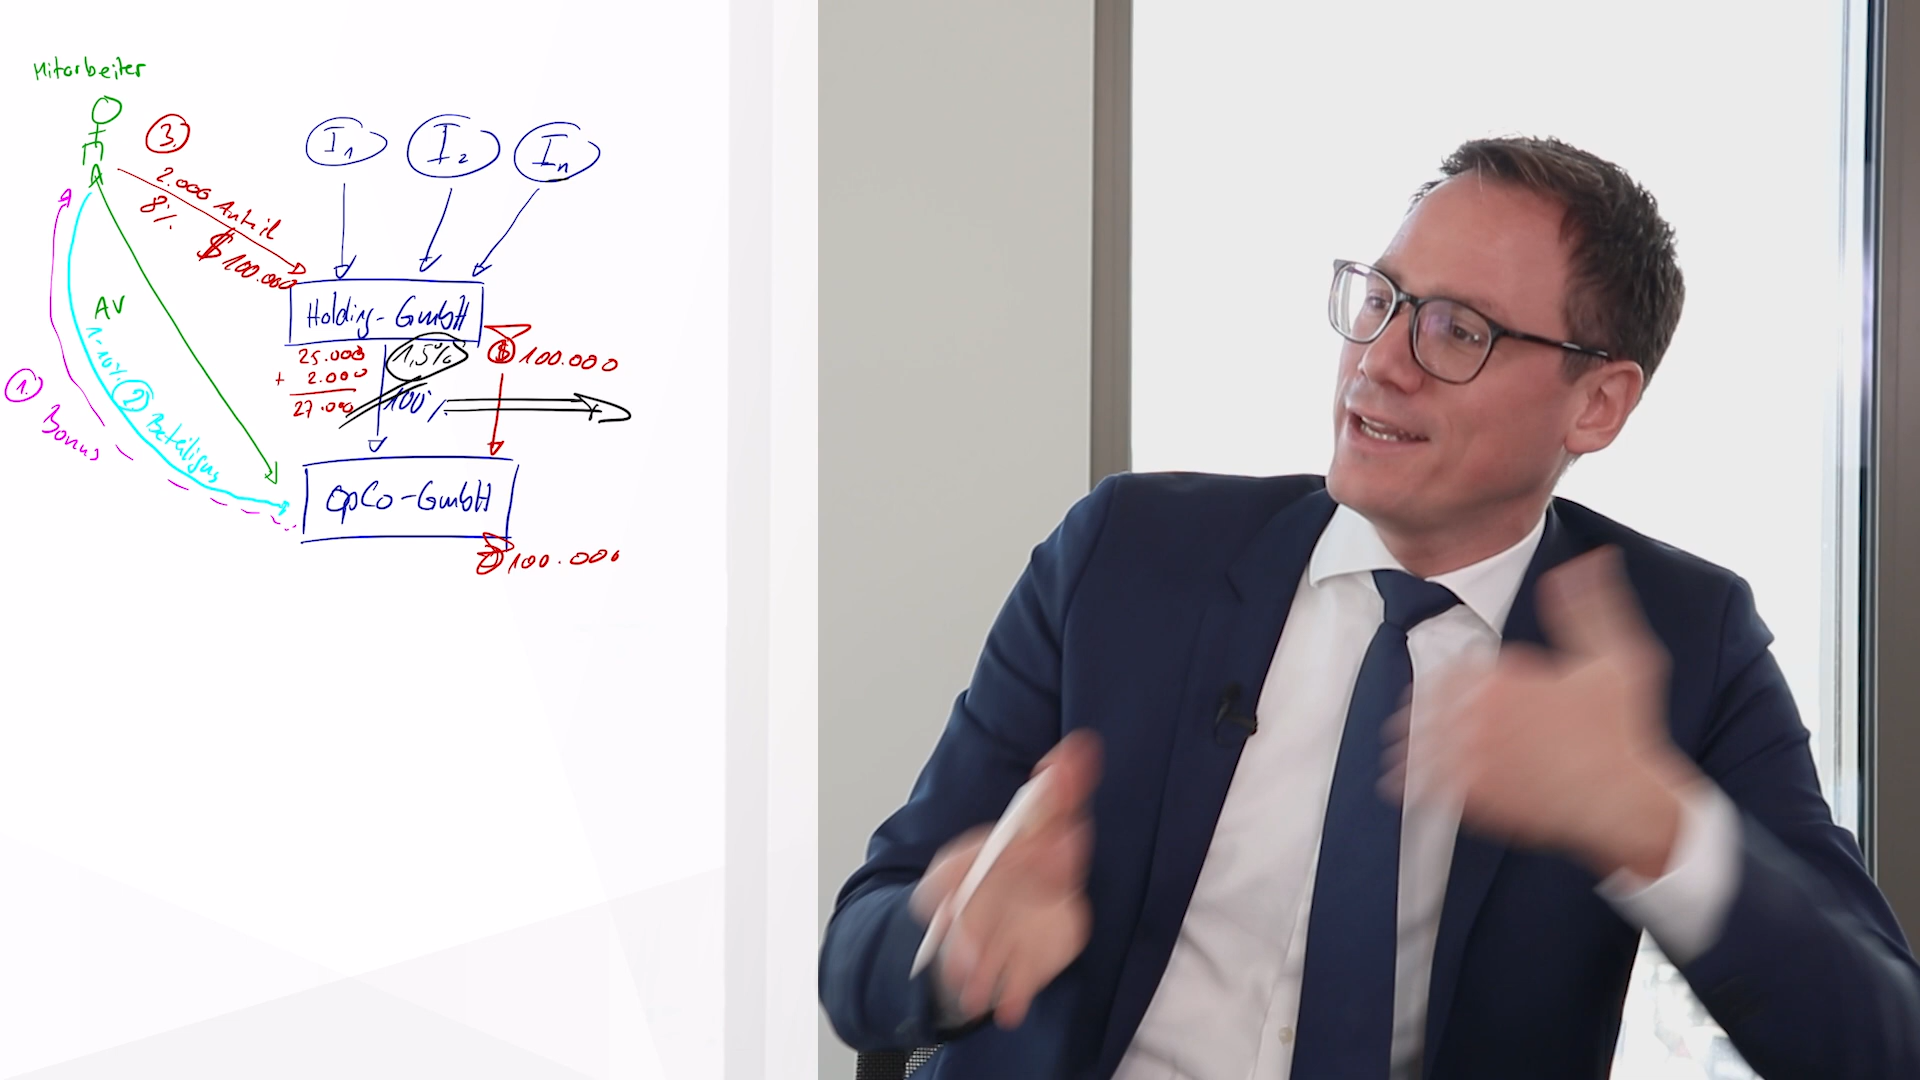 Mitarbeiter
3.
I1
I2
In
2.000 Anteil
8%
$ 100.000
Holding-GmbH
AV
25.000
+ 2.000
27.000
1,5%
$ 100.000
100%
1-10%
2
Beteiligung
1.
Bonus
OpCo-GmbH
100.000